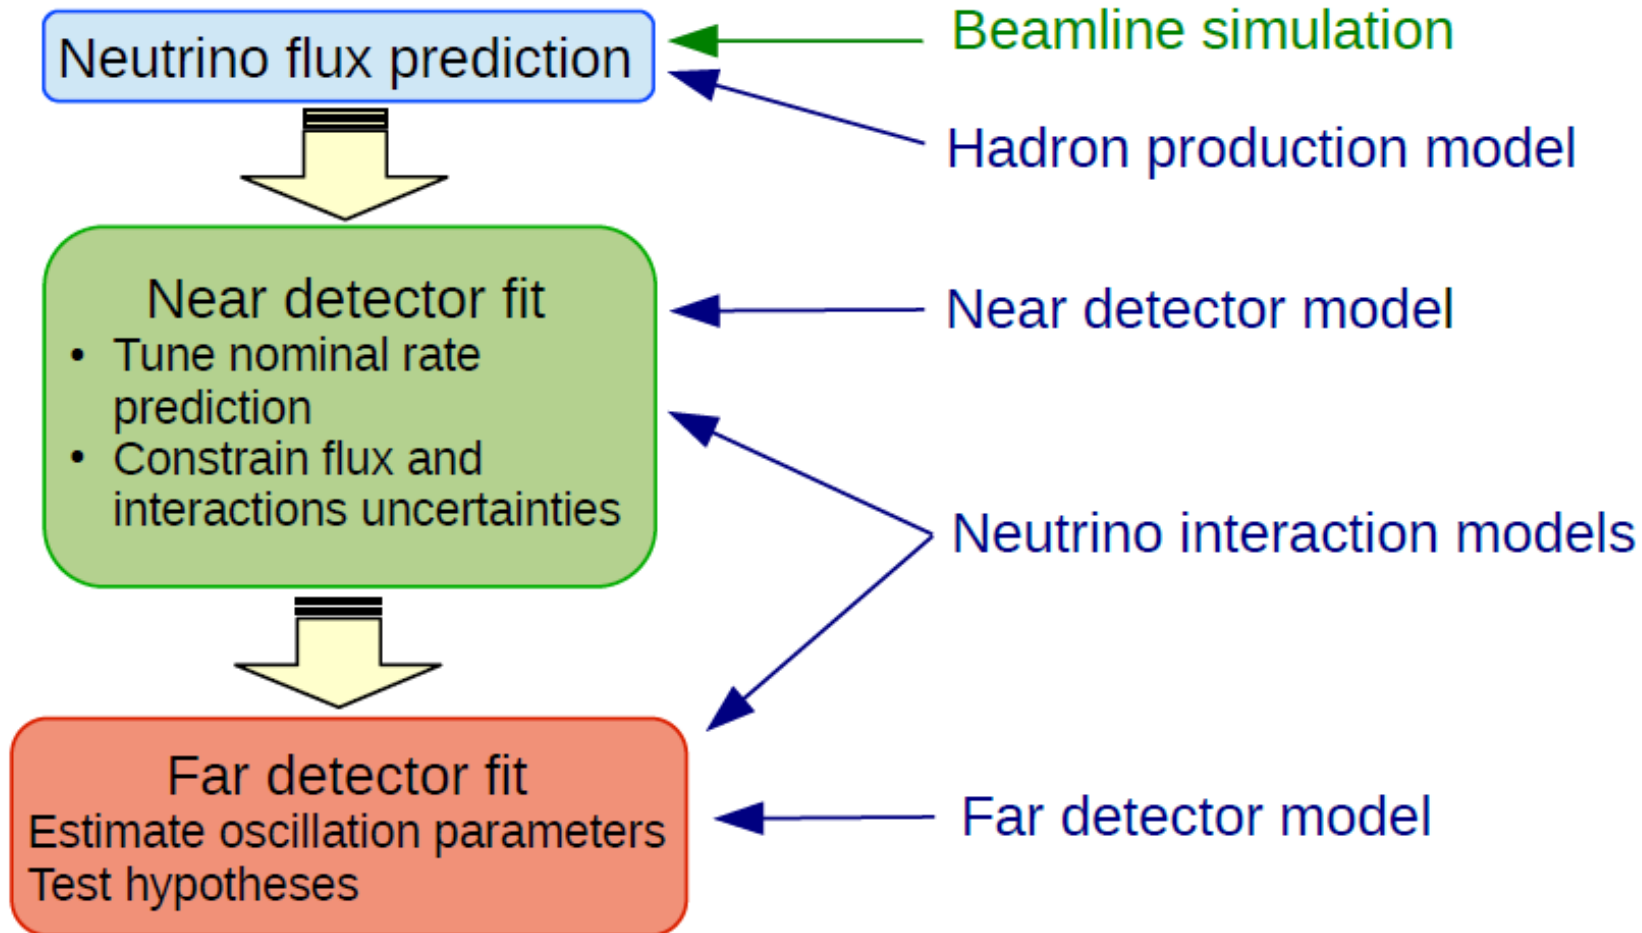 Neutrino flux prediction
Beamline simulation
Hadron production model
Near detector fit
• Tune nominal rate
prediction
• Constrain flux and
interactions uncertainties
Near detector model
Neutrino interaction models
Far detector fit
Estimate oscillation parameters
Test hypotheses
Far detector model